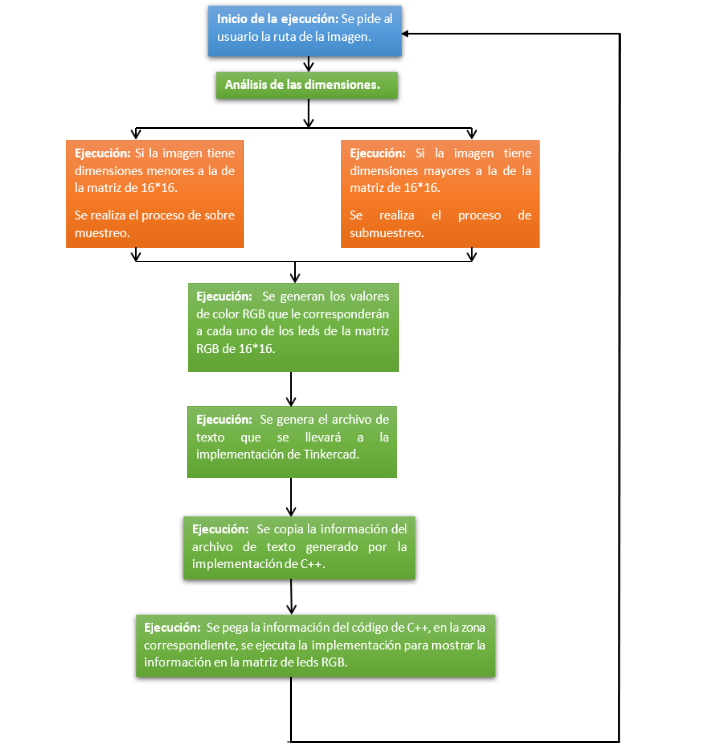 Inicio de la ejecución: Se pide al
usuario la ruta de la imagen.
Análisis de las dimensiones.
Ejecución: Si la imagen tiene
dimensiones menores a la de
la matriz de 16*16.
Se realiza el proceso de sobre
muestreo.
Ejecución: Si la imagen tiene
dimensiones mayores a la de la
matriz de 16*16.
Se realiza el proceso de
submuestreo.
Ejecución: Se generan los valores
de color RGB que le corresponderán
a cada uno de los leds de la matriz
RGB de 16*16.
Ejecución: Se genera el archivo de
texto que se llevará a la
implementación de Tinkercad.
Ejecución: Se copia la información del
archivo de texto generado por la
implementación de C++.
Ejecución: Se pega la información del código de C++, en la zona
correspondiente, se ejecuta la implementación para mostrar la
información en la matriz de leds RGB.